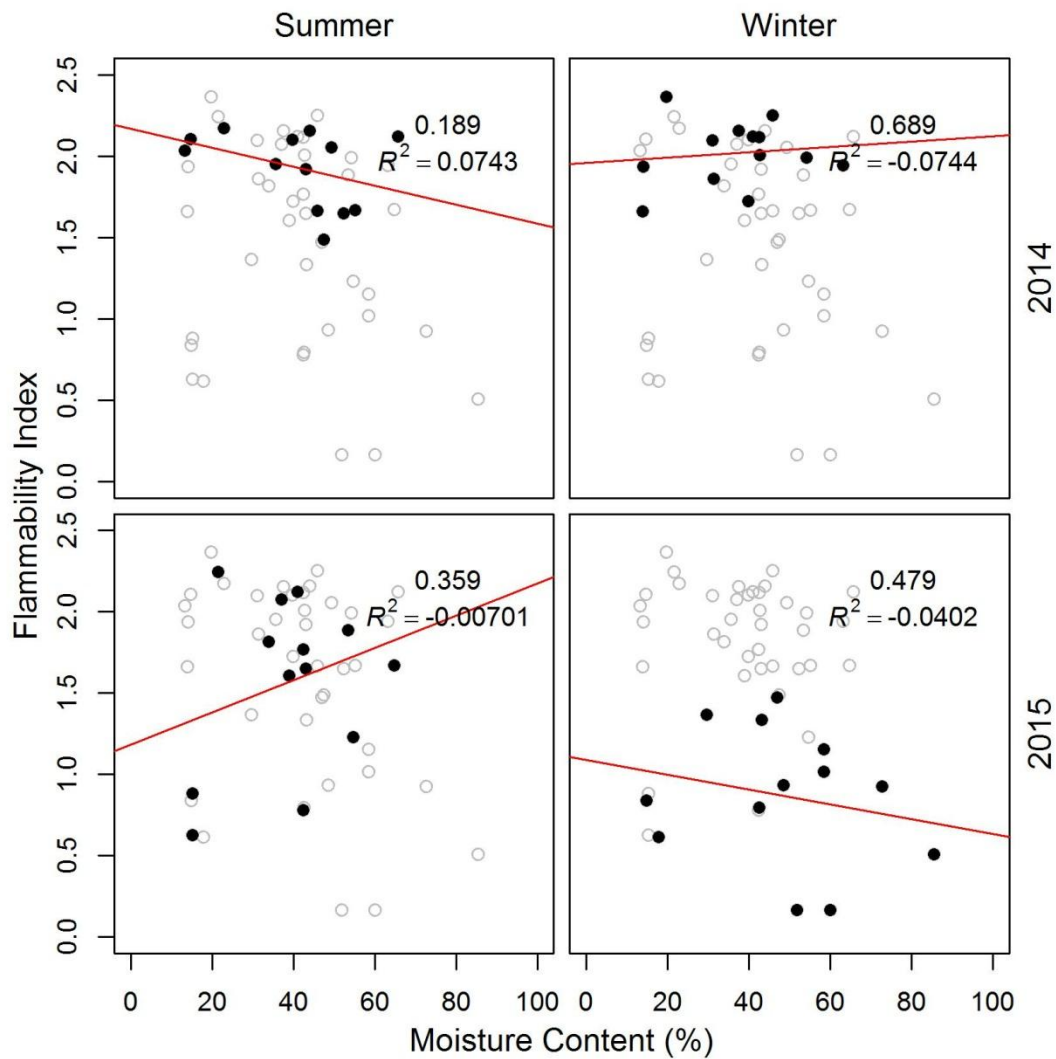 Summer
Winter
2.5
2.0
1.5
1.0
0.5
0.0
0.189
R² = 0.0743
0.689
R² = -0.0744
2014
Flammability Index
2.5
2.0
1.5
1.0
0.5
0.0
0.359
R² = -0.00701
0.479
R² = -0.0402
2015
0 20 40 60 80 100
0 20 40 60 80 100
Moisture Content (%)